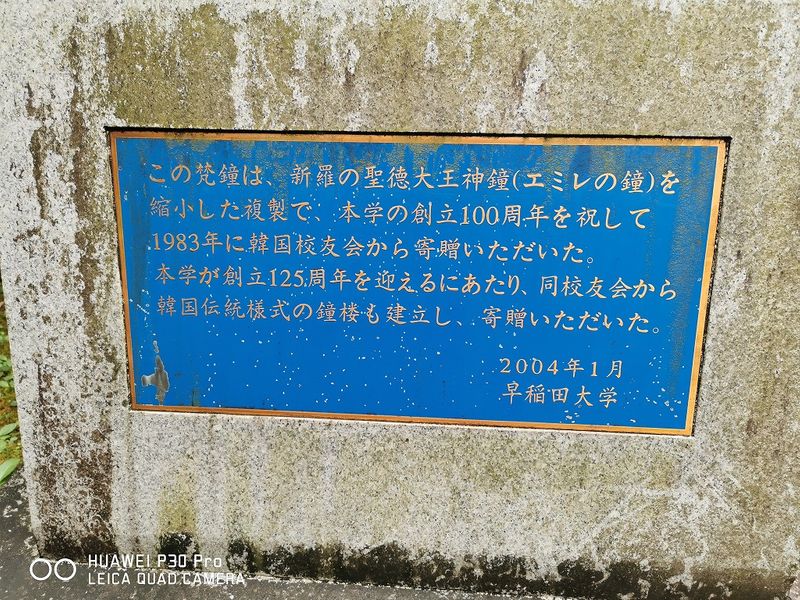 この梵鐘は、新羅の聖徳大王神鐘(エミレの鐘)を
縮小した複製で、本学の創立100周年を祝して
1983年に韓国校友会から寄贈いただいた。
本学が創立125周年を迎えるにあたり、同校友会から
韓国伝統様式の鐘楼も建立し、寄贈いただいた。
2004年1月
早稲田大学
HUAWEI P30 Pro
LEICA QUAD CAMERA